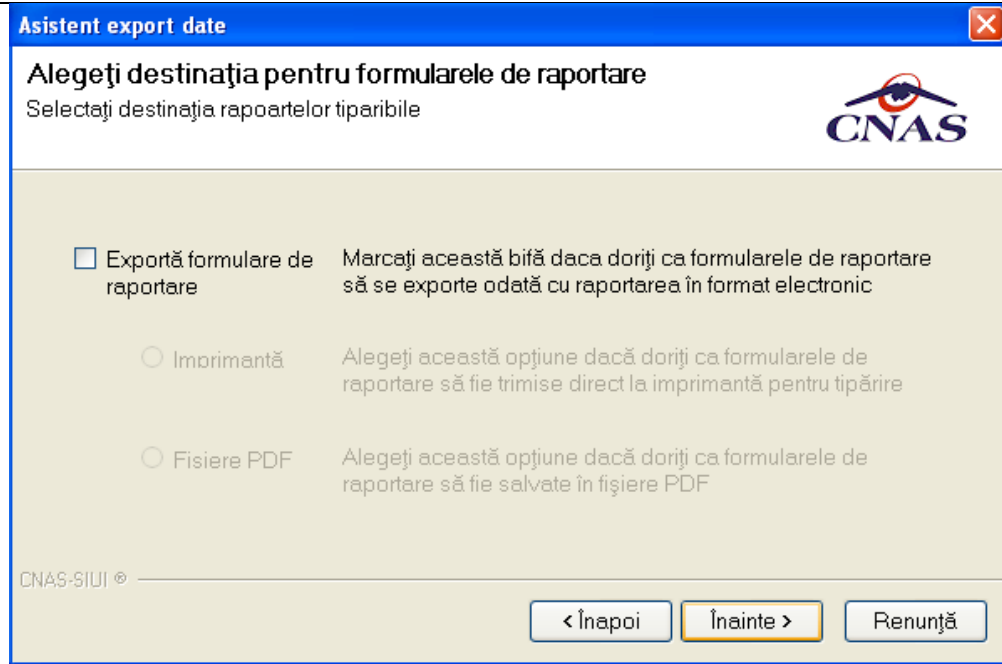 Asistent export date
Alegeţi destinaţia pentru formularele de raportare
Selectaţi destinaţia rapoartelor tiparibile
CNAS
Exportă formulare de
raportare
Marcaţi această bifă daca doriţi ca formularele de raportare
să se exporte odată cu raportarea în format electronic
Imprimantă
Alegeţi această opţiune dacă doriţi ca formularele de
raportare să fie trimise direct la imprimantă pentru tipărire
Fisiere PDF
Alegeţi această opţiune dacă doriţi ca formularele de
raportare să fie salvate în fişiere PDF
CNAS-SIUI ®
< Înapoi
Înainte >
Renunţă